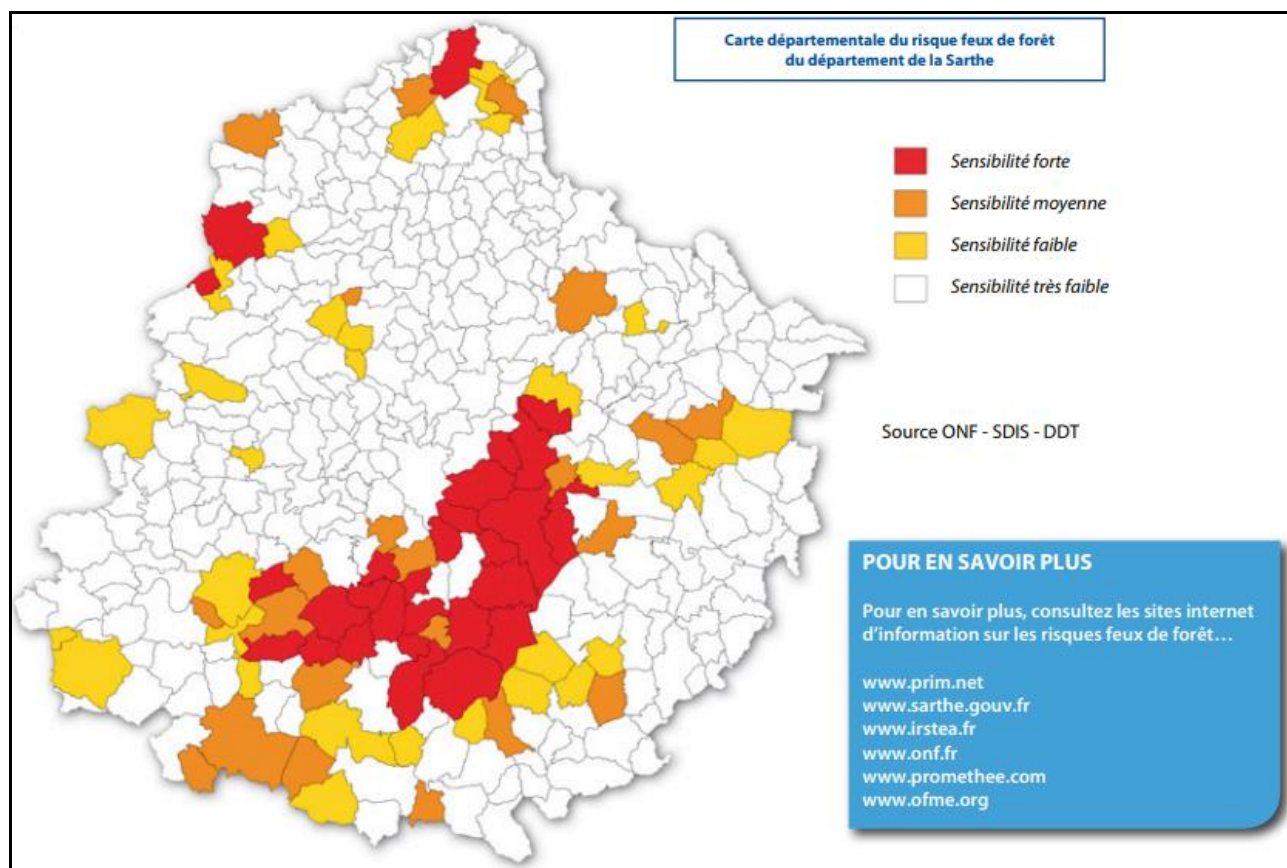 Carte départementale du risque feux de forêt
du département de la Sarthe
Sensibilité forte
Sensibilité moyenne
Sensibilité faible
Sensibilité très faible
Source ONF - SDIS - DDT
POUR EN SAVOIR PLUS
Pour en savoir plus, consultez les sites internet
d’information sur les risques feux de forêt…
www.prim.net
www.sarthe.gouv.fr
www.irstea.fr
www.onf.fr
www.promethee.com
www.ofme.org